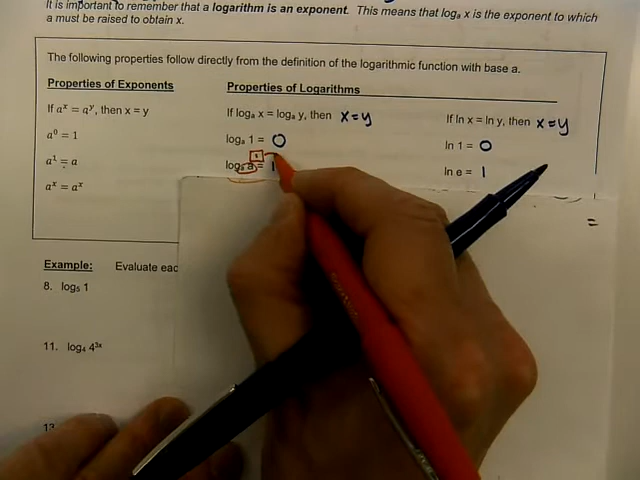 It is important to remember that a logarithm is an exponent. This means that logₐ x is the exponent to which
a must be raised to obtain x.
The following properties follow directly from the definition of the logarithmic function with base a.
Properties of Exponents
Properties of Logarithms
If aˣ = aʸ, then x = y
If logₐ x = logₐ y, then x=y
If ln x = ln y, then x=y
a⁰ = 1
logₐ 1 = 0
ln 1 = 0
a¹ = a
logₐ a = 1
ln e = 1
aˣ = aˣ
=
Example: Evaluate eac
8. log₅ 1
11. log₄ 4³ˣ
13.